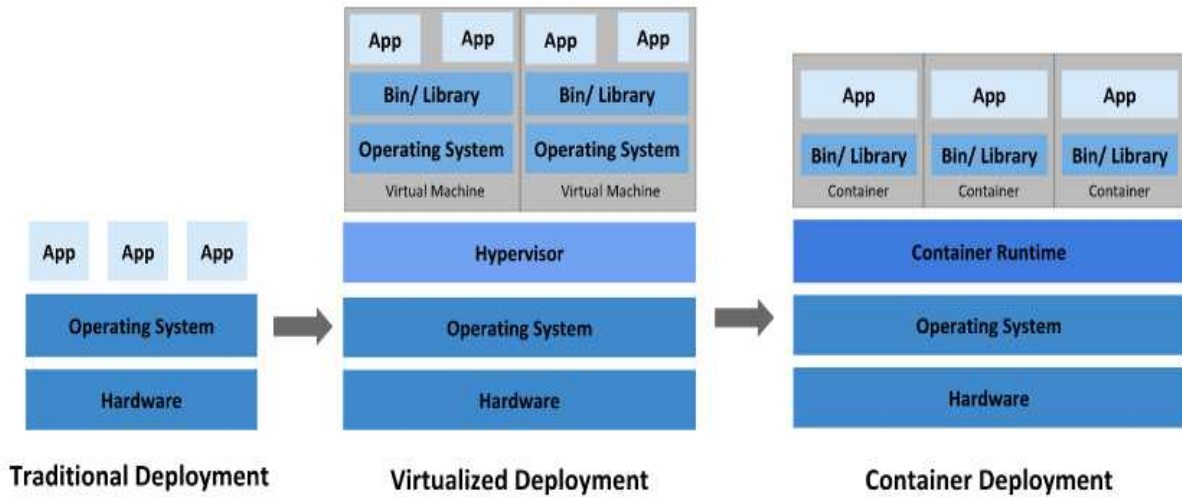 App App App
Operating System
Hardware
Traditional Deployment
App App App App
Bin/ Library Bin/ Library
Operating System Operating System
Virtual Machine Virtual Machine
Hypervisor
Operating System
Hardware
Virtualized Deployment
App App App
Bin/ Library Bin/ Library Bin/ Library
Container Container Container
Container Runtime
Operating System
Hardware
Container Deployment